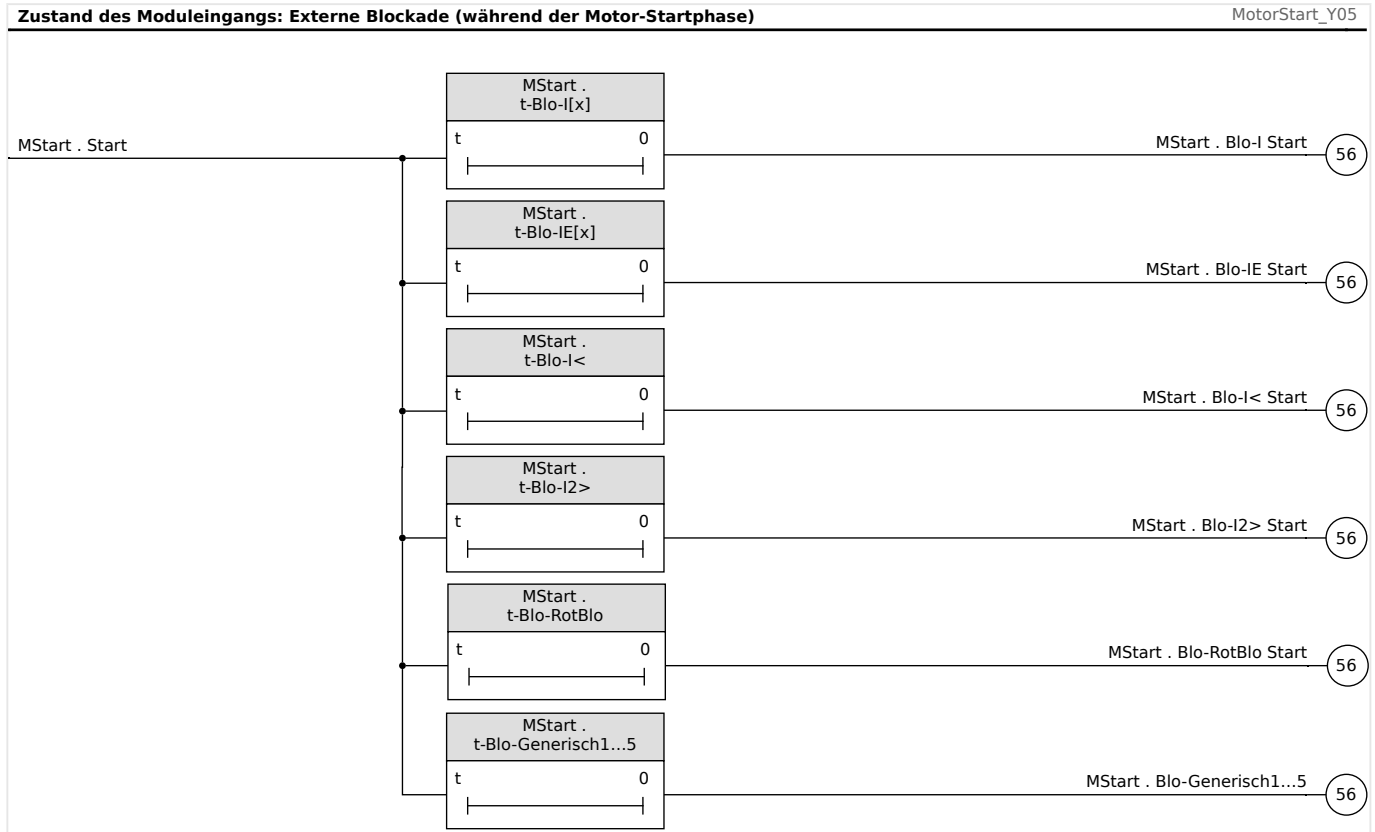 Zustand des Moduleingangs: Externe Blockade (während der Motor-Startphase)
MotorStart_Y05
MStart . Start
MStart .
t-Blo-I[x]
t 0
MStart . Blo-I Start
56
MStart .
t-Blo-IE[x]
t 0
MStart . Blo-IE Start
56
MStart .
t-Blo-I<
t 0
MStart . Blo-I< Start
56
MStart .
t-Blo-I2>
t 0
MStart . Blo-I2> Start
56
MStart .
t-Blo-RotBlo
t 0
MStart . Blo-RotBlo Start
56
MStart .
t-Blo-Generisch1...5
t 0
MStart . Blo-Generisch1...5
56